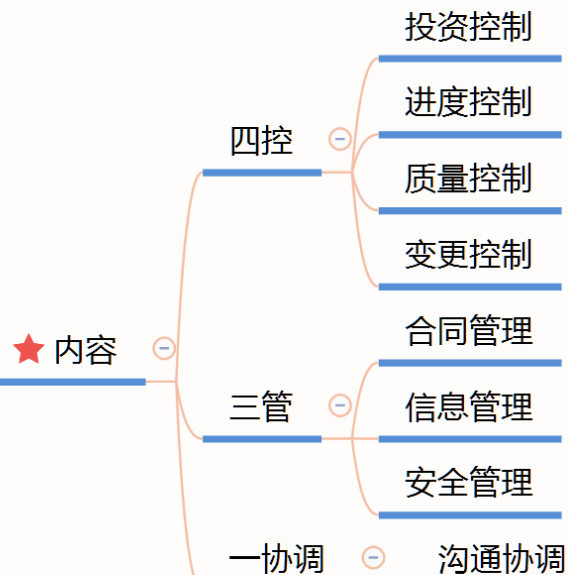 内容
四控
投资控制
进度控制
质量控制
变更控制
三管
合同管理
信息管理
安全管理
一协调
沟通协调